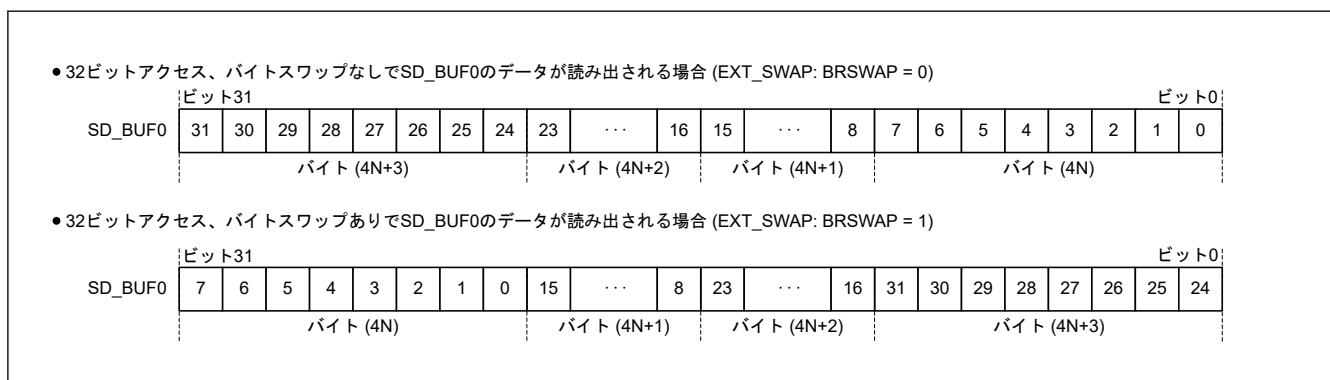 ●32ビットアクセス、バイトスワップなしでSD_BUF0のデータが読み出される場合 (EXT_SWAP: BRSWAP = 0)
ビット31 ビット0
SD_BUF0 31 30 29 28 27 26 25 24 23 ··· 16 15 ··· 8 7 6 5 4 3 2 1 0
バイト (4N+3) バイト (4N+2) バイト (4N+1) バイト (4N)
●32ビットアクセス、バイトスワップありでSD_BUF0のデータが読み出される場合 (EXT_SWAP: BRSWAP = 1)
ビット31 ビット0
SD_BUF0 7 6 5 4 3 2 1 0 15 ··· 8 23 ··· 16 31 30 29 28 27 26 25 24
バイト (4N) バイト (4N+1) バイト (4N+2) バイト (4N+3)